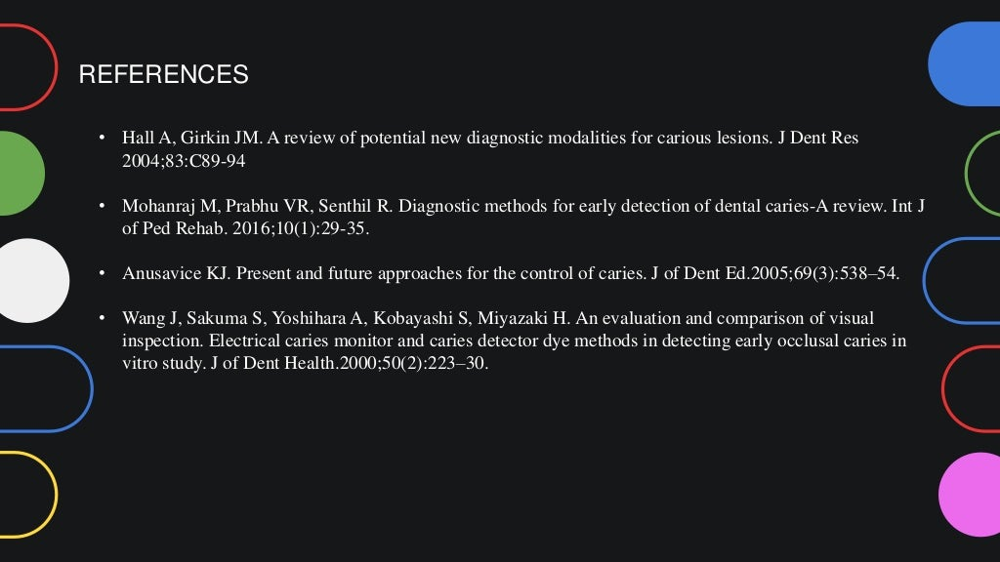 REFERENCES
• Hall A, Girkin JM. A review of potential new diagnostic modalities for carious lesions. J Dent Res
2004;83:C89-94
• Mohanraj M, Prabhu VR, Senthil R. Diagnostic methods for early detection of dental caries-A review. Int J
of Ped Rehab. 2016;10(1):29-35.
• Anusavice KJ. Present and future approaches for the control of caries. J of Dent Ed.2005;69(3):538–54.
• Wang J, Sakuma S, Yoshihara A, Kobayashi S, Miyazaki H. An evaluation and comparison of visual
inspection. Electrical caries monitor and caries detector dye methods in detecting early occlusal caries in
vitro study. J of Dent Health.2000;50(2):223–30.